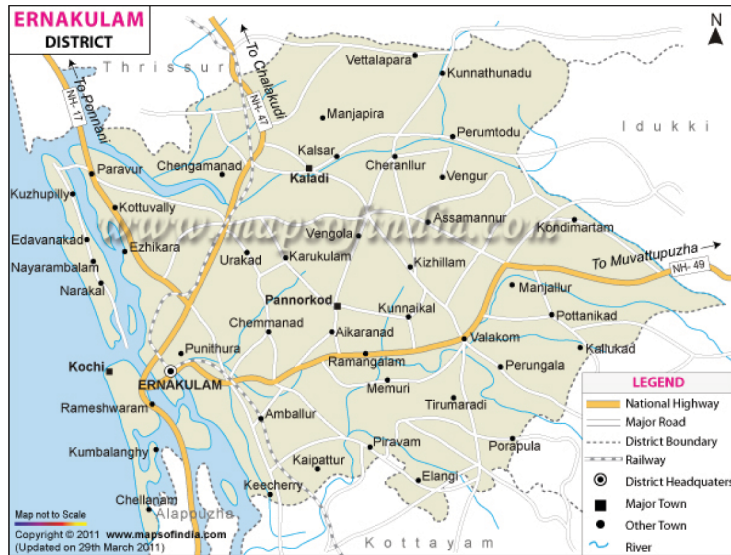 ERNAKULAM
DISTRICT
N
Thrissur
To Ponnani
NH- 17
To Chalakudi
NH- 47
Vettalapara
Kunnathunadu
Manjapira
Perumtodu
Idukki
Kalsar
Cheranllur
Paravur
Chengamanad
Kaladi
Vengur
Kuzhupilly
Kottuvally
Assamannur
Kondimartam
www.mapsofindia.com
Edavanakad
Ezhikara
Vengola
Urakad
Karukulam
Nayarambalam
Kizhillam
To Muvattupuzha
NH- 49
Narakal
Manjallur
Pannorkod
Kunnaikal
Pottanikad
Chemmanad
Aikaranad
Valakom
Kallukad
Punithura
Ramangalam
Kochi
Perungala
ERNAKULAM
Memuri
Rameshwaram
Tirumaradi
Amballur
Kumbalanghy
Piravam
Porapula
Kaipattur
Elangi
Keecherry
Chellanam
Alappuzha
Kottayam
LEGEND
National Highway
Major Road
District Boundary
Railway
District Headquaters
Major Town
Other Town
River
Map not to Scale
Copyright © 2011 www.mapsofindia.com
(Updated on 29th March 2011)